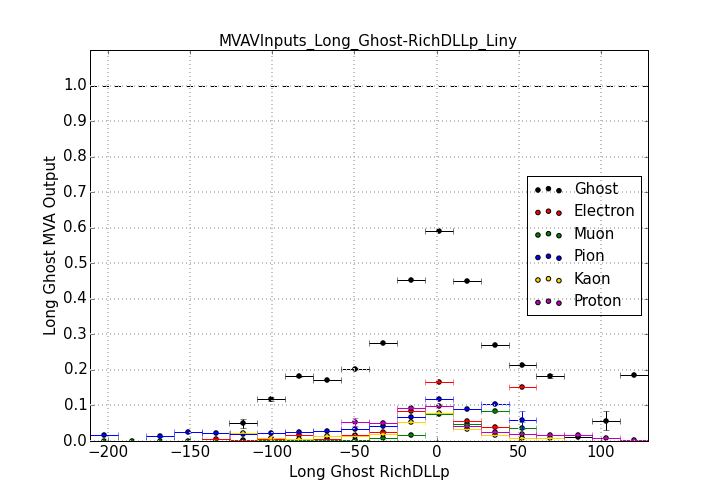 MVAVInputs_Long_Ghost-RichDLLp_Liny
Long Ghost MVA Output
1.0
0.9
0.8
0.7
0.6
0.5
0.4
0.3
0.2
0.1
0.0
Ghost
Electron
Muon
Pion
Kaon
Proton
−200 −150 −100 −50 0 50 100
Long Ghost RichDLLp